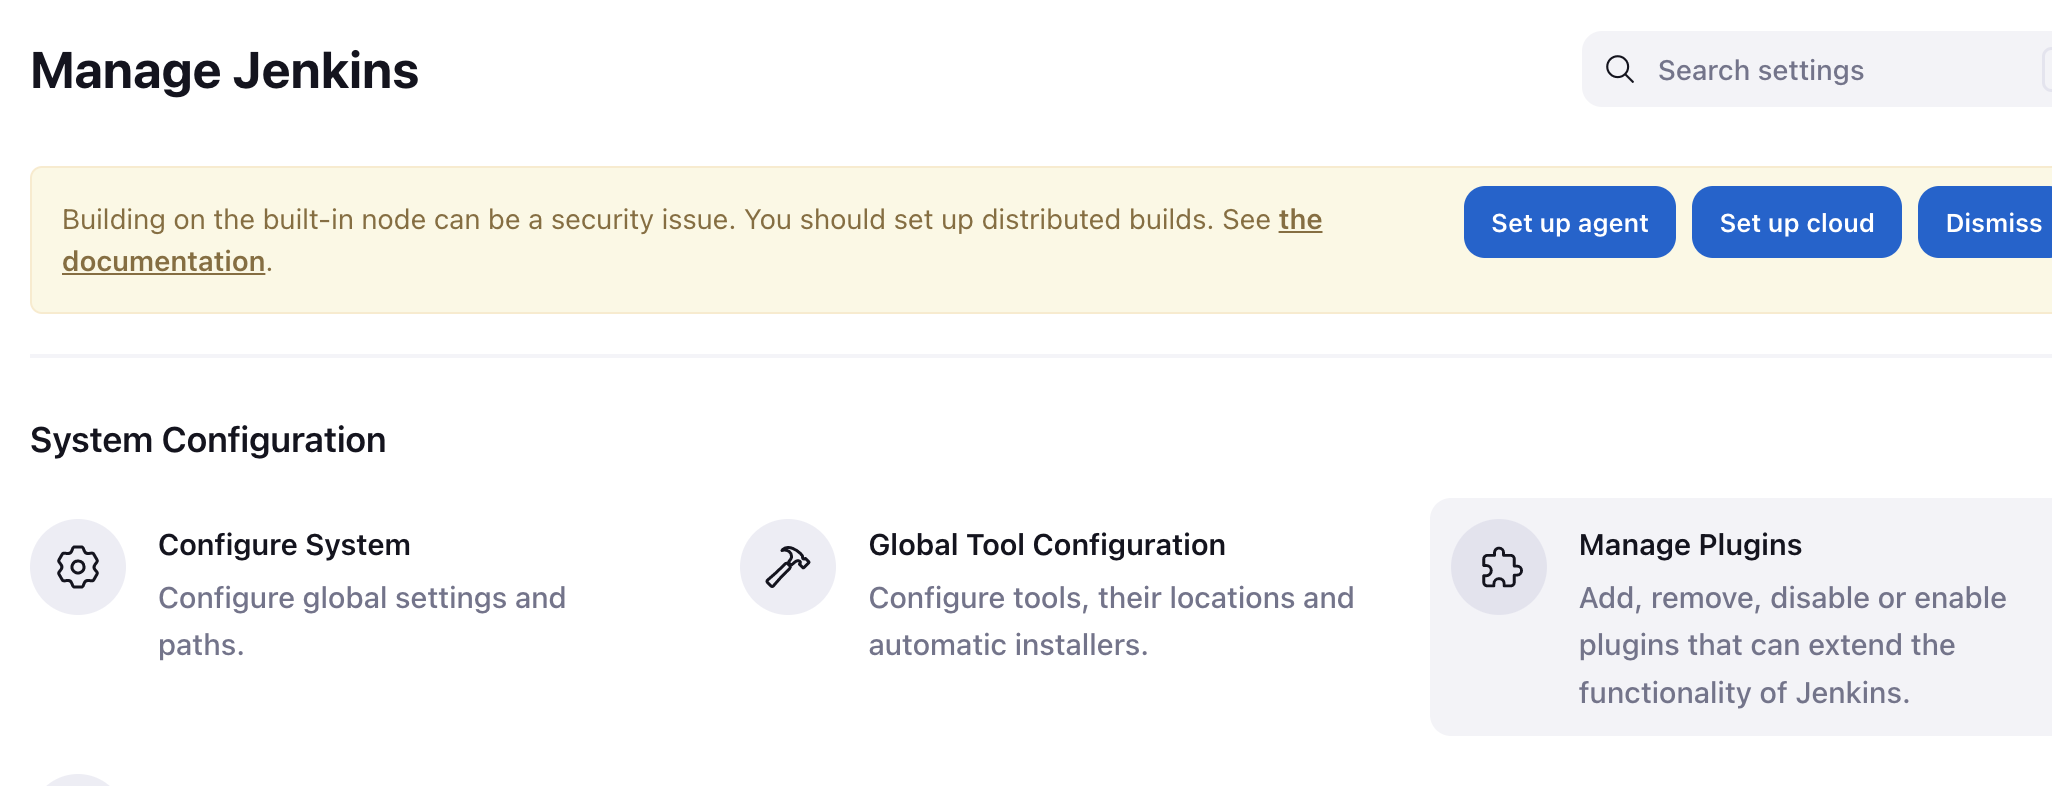 Manage Jenkins
Search settings
Building on the built-in node can be a security issue. You should set up distributed builds. See the
documentation.
Set up agent
Set up cloud
Dismiss
System Configuration
Configure System
Configure global settings and
paths.
Global Tool Configuration
Configure tools, their locations and
automatic installers.
Manage Plugins
Add, remove, disable or enable
plugins that can extend the
functionality of Jenkins.